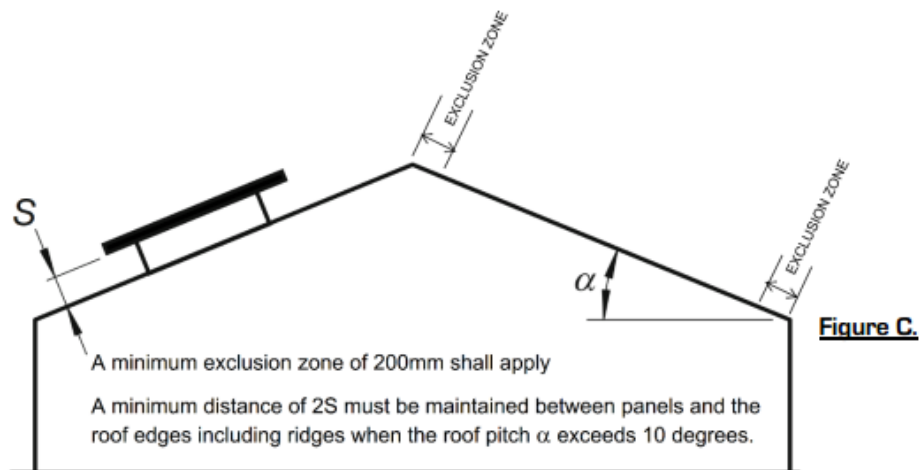 EXCLUSION ZONE
EXCLUSION ZONE
S
α
Figure C.
A minimum exclusion zone of 200mm shall apply
A minimum distance of 2S must be maintained between panels and the
roof edges including ridges when the roof pitch α exceeds 10 degrees.